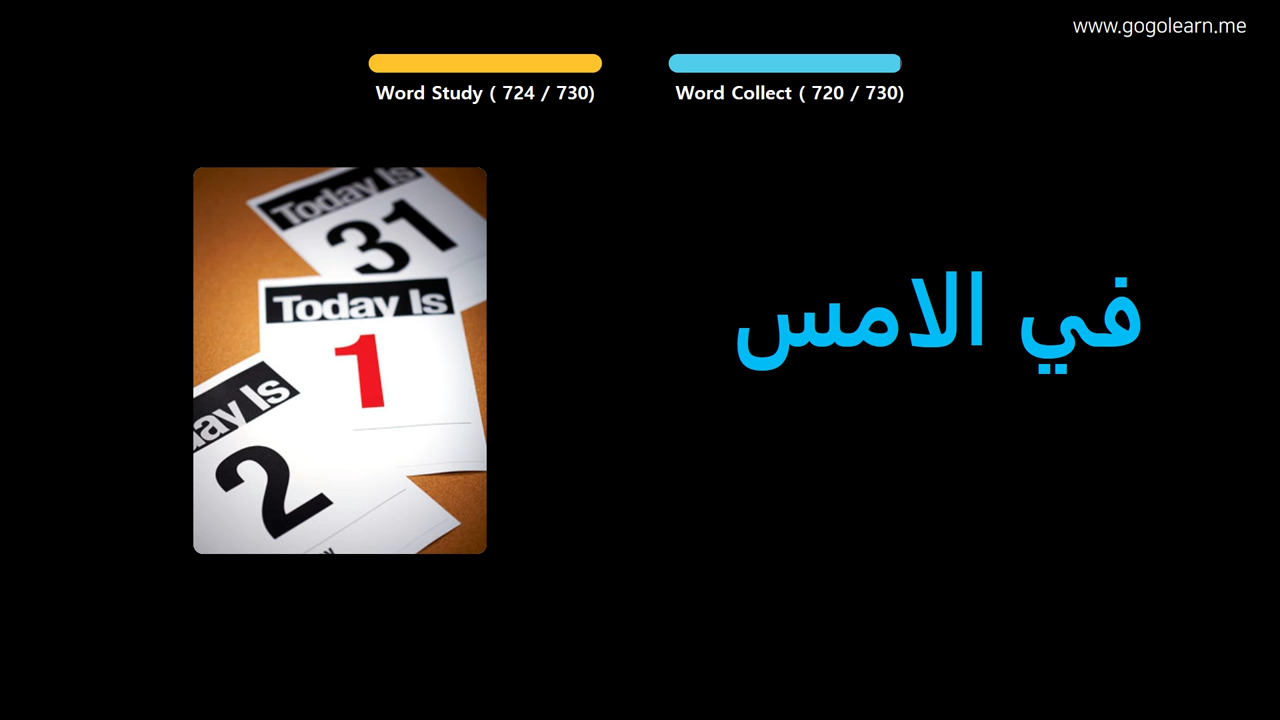 www.gogolearn.me
Word Study ( 724 / 730)
Word Collect ( 720 / 730)
Today Is
31
Today Is
1
ay Is
2
في الامس